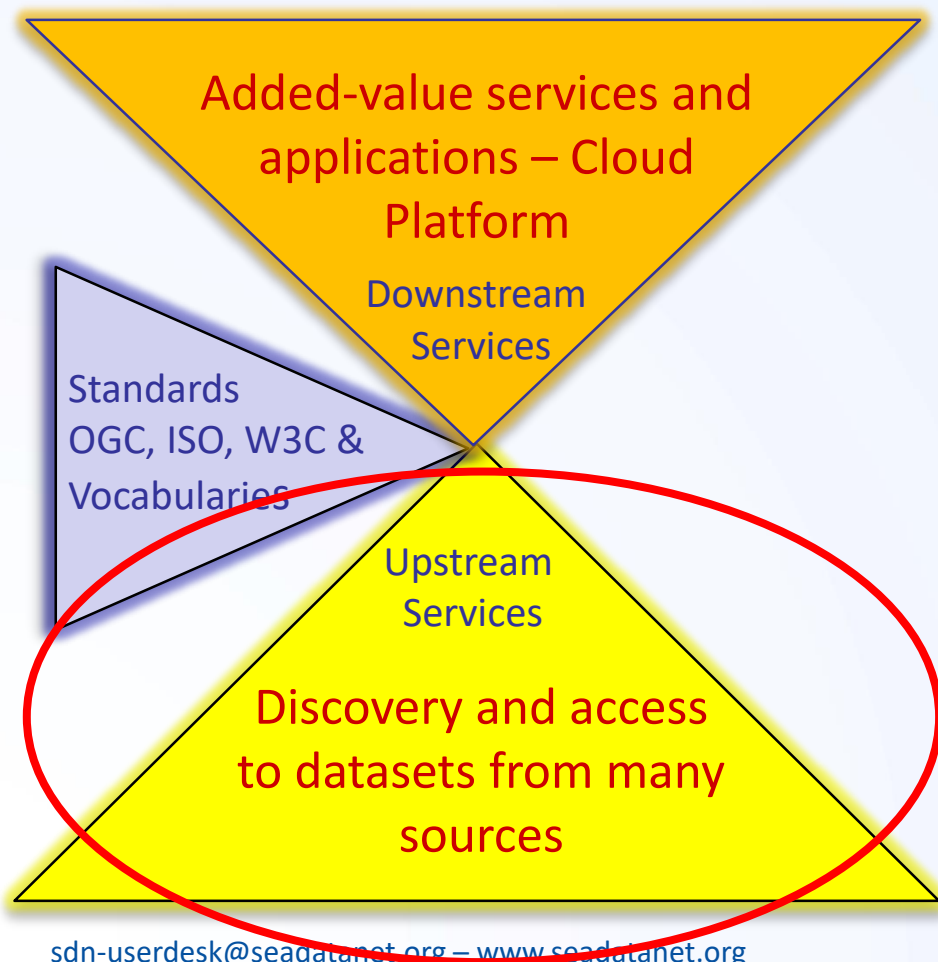 Added-value services and
applications – Cloud
Platform
Downstream
Services
Standards
OGC, ISO, W3C &
Vocabularies
Upstream
Services
Discovery and access
to datasets from many
sources
sdn-userdesk@seadatanet.org – www.seadatanet.org